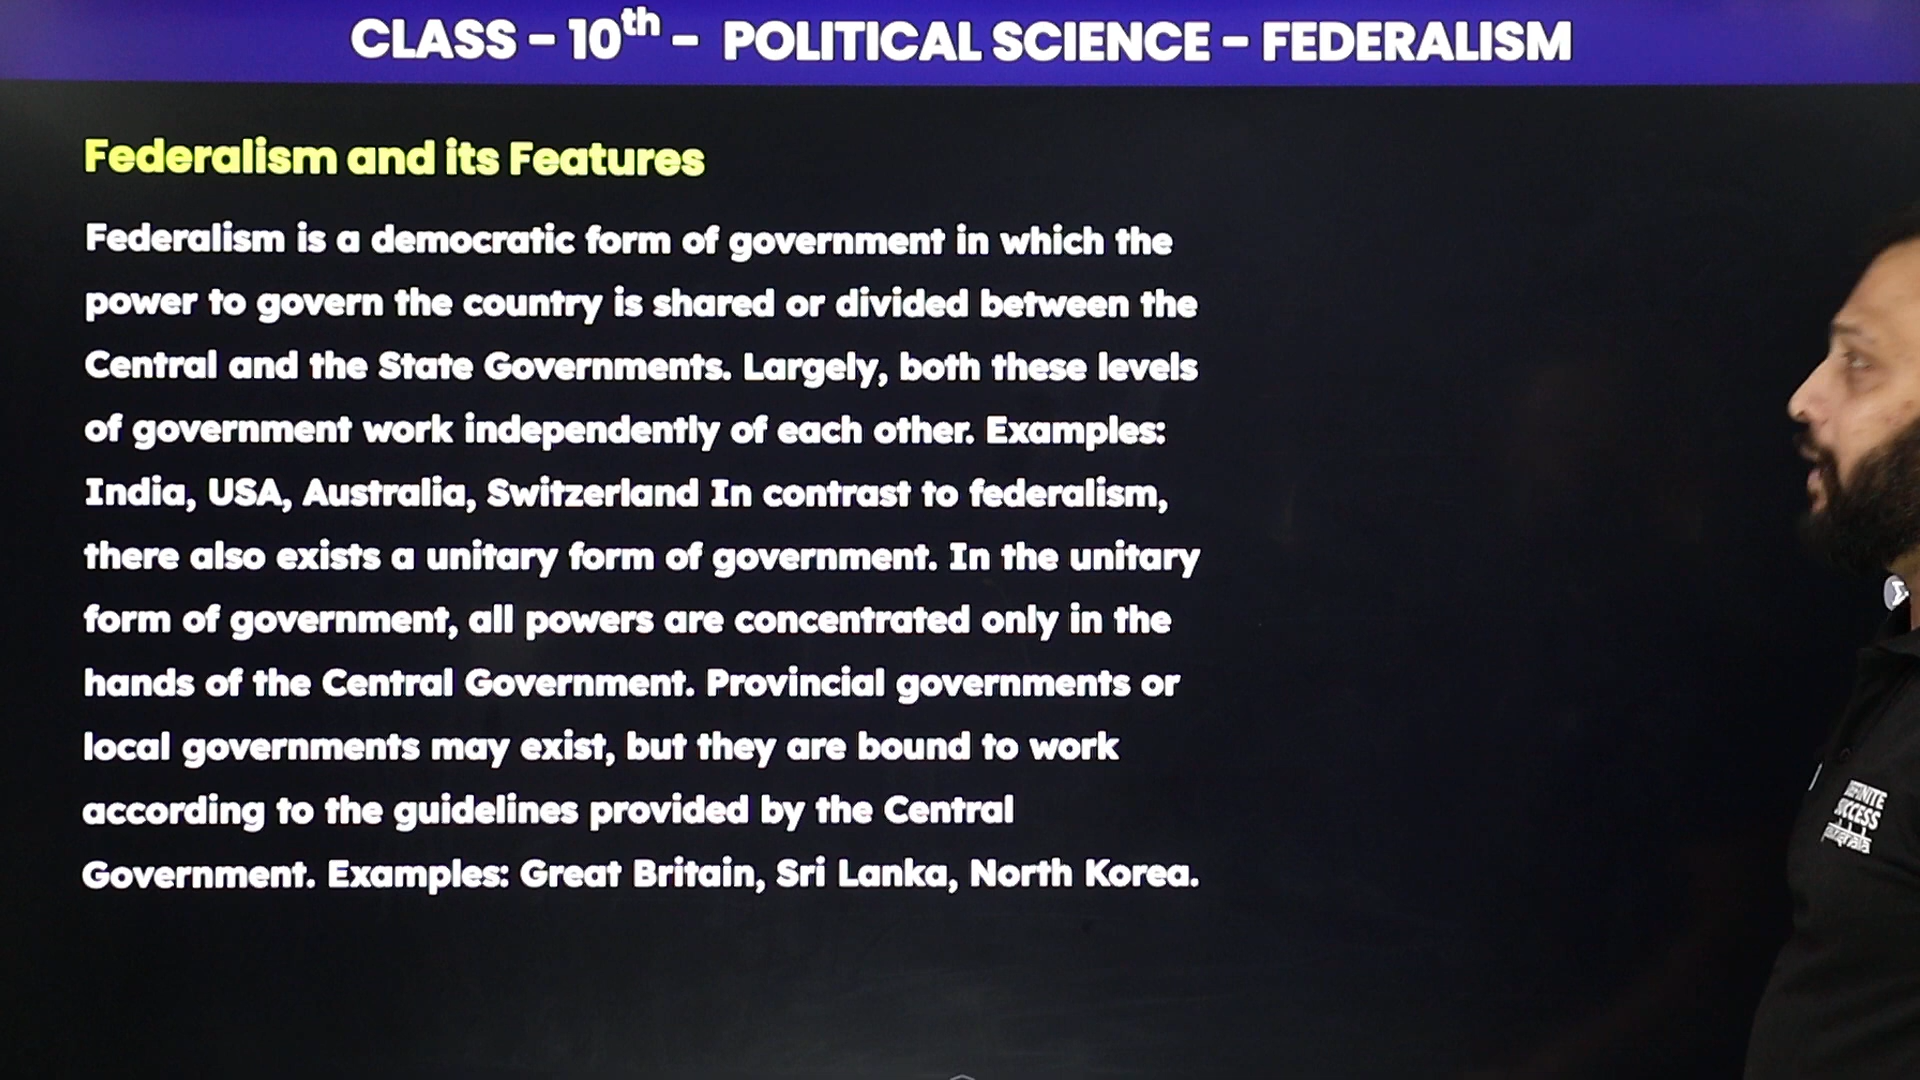 CLASS – 10th – POLITICAL SCIENCE – FEDERALISM
Federalism and its Features
Federalism is a democratic form of government in which the
power to govern the country is shared or divided between the
Central and the State Governments. Largely, both these levels
of government work independently of each other. Examples:
India, USA, Australia, Switzerland In contrast to federalism,
there also exists a unitary form of government. In the unitary
form of government, all powers are concentrated only in the
hands of the Central Government. Provincial governments or
local governments may exist, but they are bound to work
according to the guidelines provided by the Central
Government. Examples: Great Britain, Sri Lanka, North Korea.
DEFINITE
SUCCESS